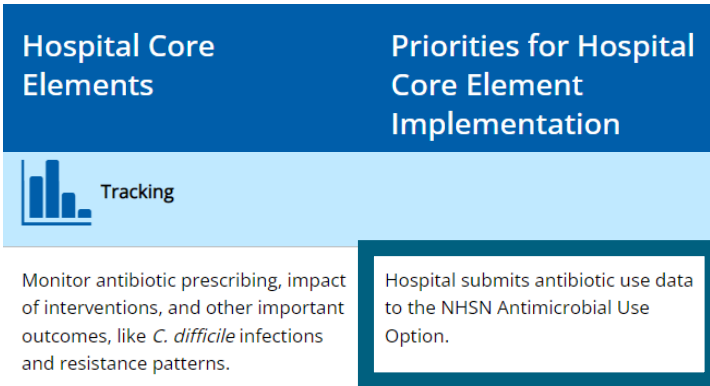 Hospital Core
Elements
Priorities for Hospital
Core Element
Implementation
Tracking
Monitor antibiotic prescribing, impact
of interventions, and other important
outcomes, like C. difficile infections
and resistance patterns.
Hospital submits antibiotic use data
to the NHSN Antimicrobial Use
Option.